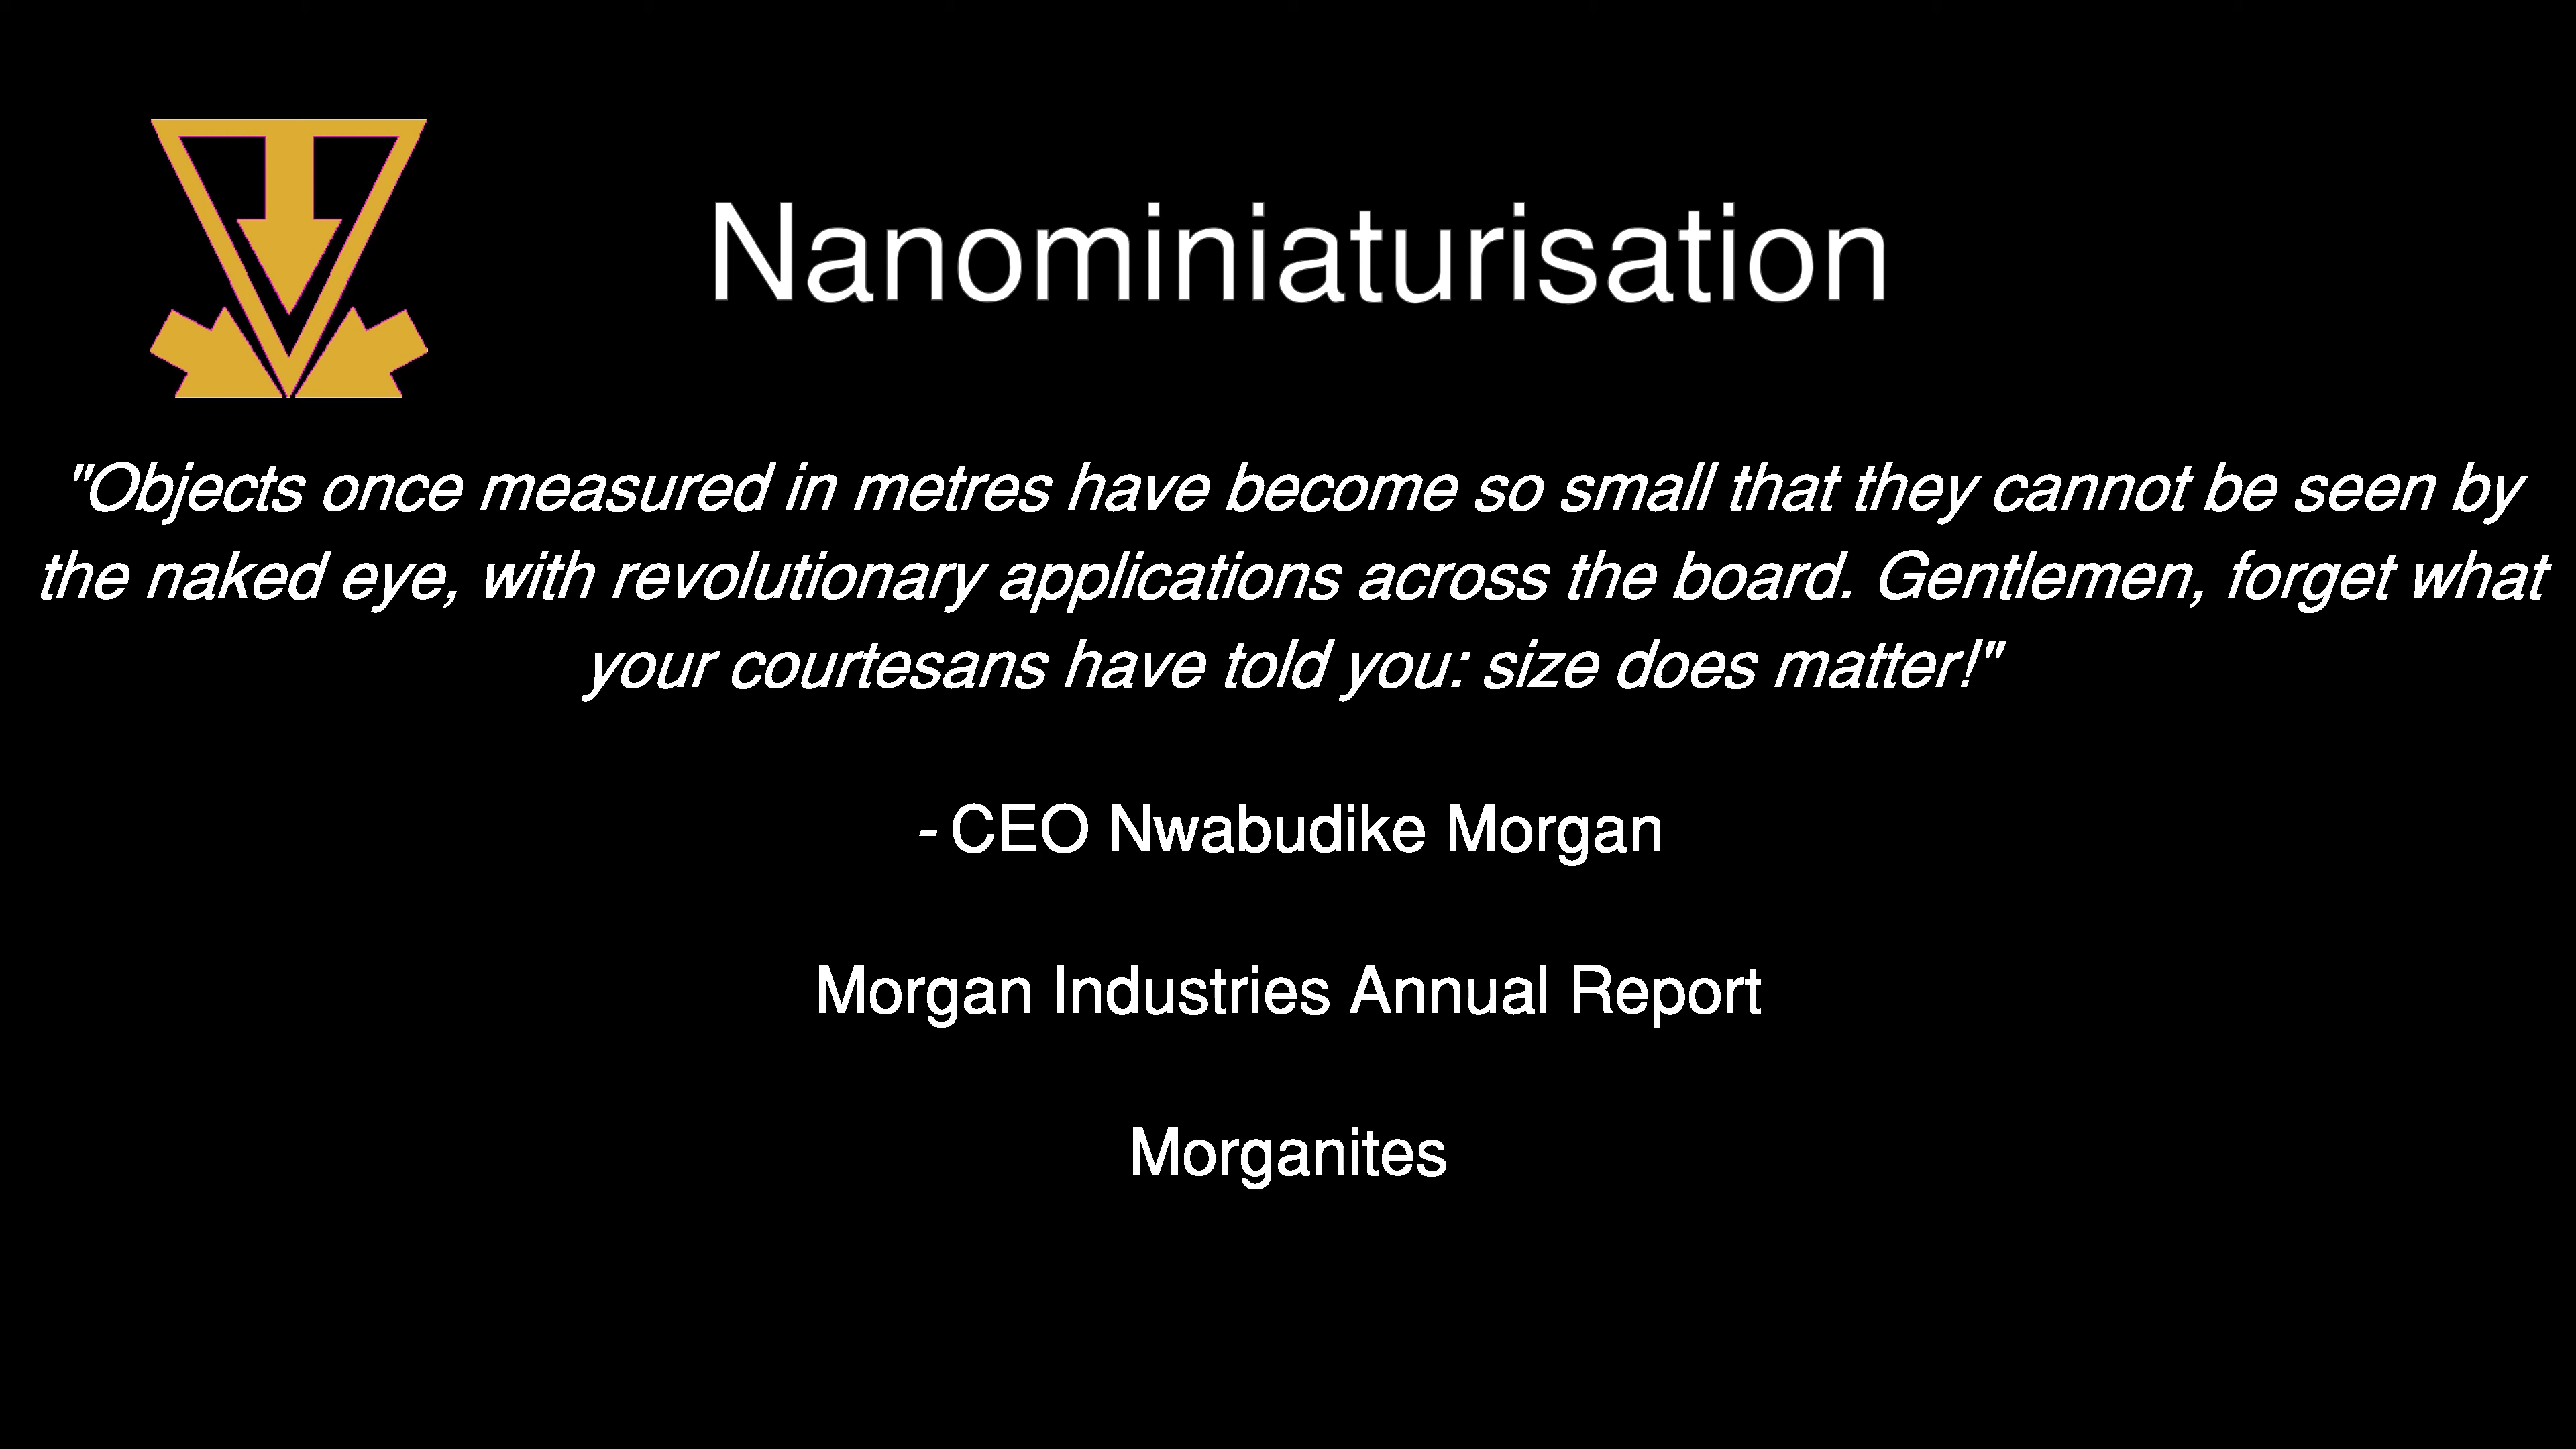 Nanominiaturisation
"Objects once measured in metres have become so small that they cannot be seen by
the naked eye, with revolutionary applications across the board. Gentlemen, forget what
your courtesans have told you: size does matter!"
- CEO Nwabudike Morgan
Morgan Industries Annual Report
Morganites